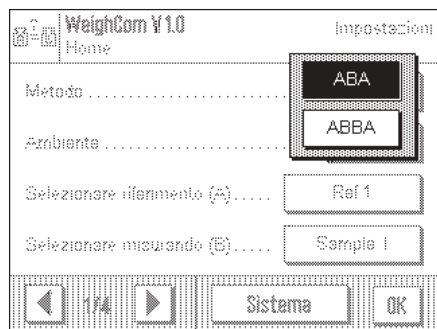 WeighCom V1.0
Home
Impostazioni
ABA
ABBA
Metodo
Ambiente
Selezionare riferimento (A)
Ref 1
Selezionare misurando (B)
Sample 1
1/4
Sistema
OK